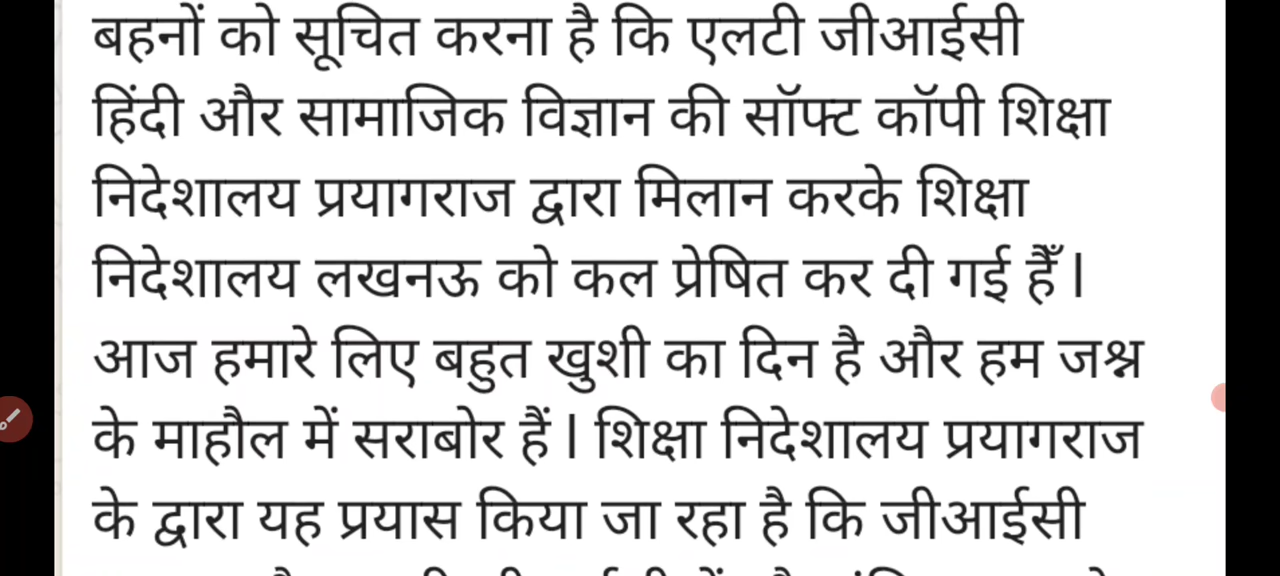 बहनों को सूचित करना है कि एलटी जीआईसी
हिंदी और सामाजिक विज्ञान की सॉफ्ट कॉपी शिक्षा
निदेशालय प्रयागराज द्वारा मिलान करके शिक्षा
निदेशालय लखनऊ को कल प्रेषित कर दी गई हैँ l
आज हमारे लिए बहुत खुशी का दिन है और हम जश्न
के माहौल में सराबोर हैं l शिक्षा निदेशालय प्रयागराज
के द्वारा यह प्रयास किया जा रहा है कि जीआईसी